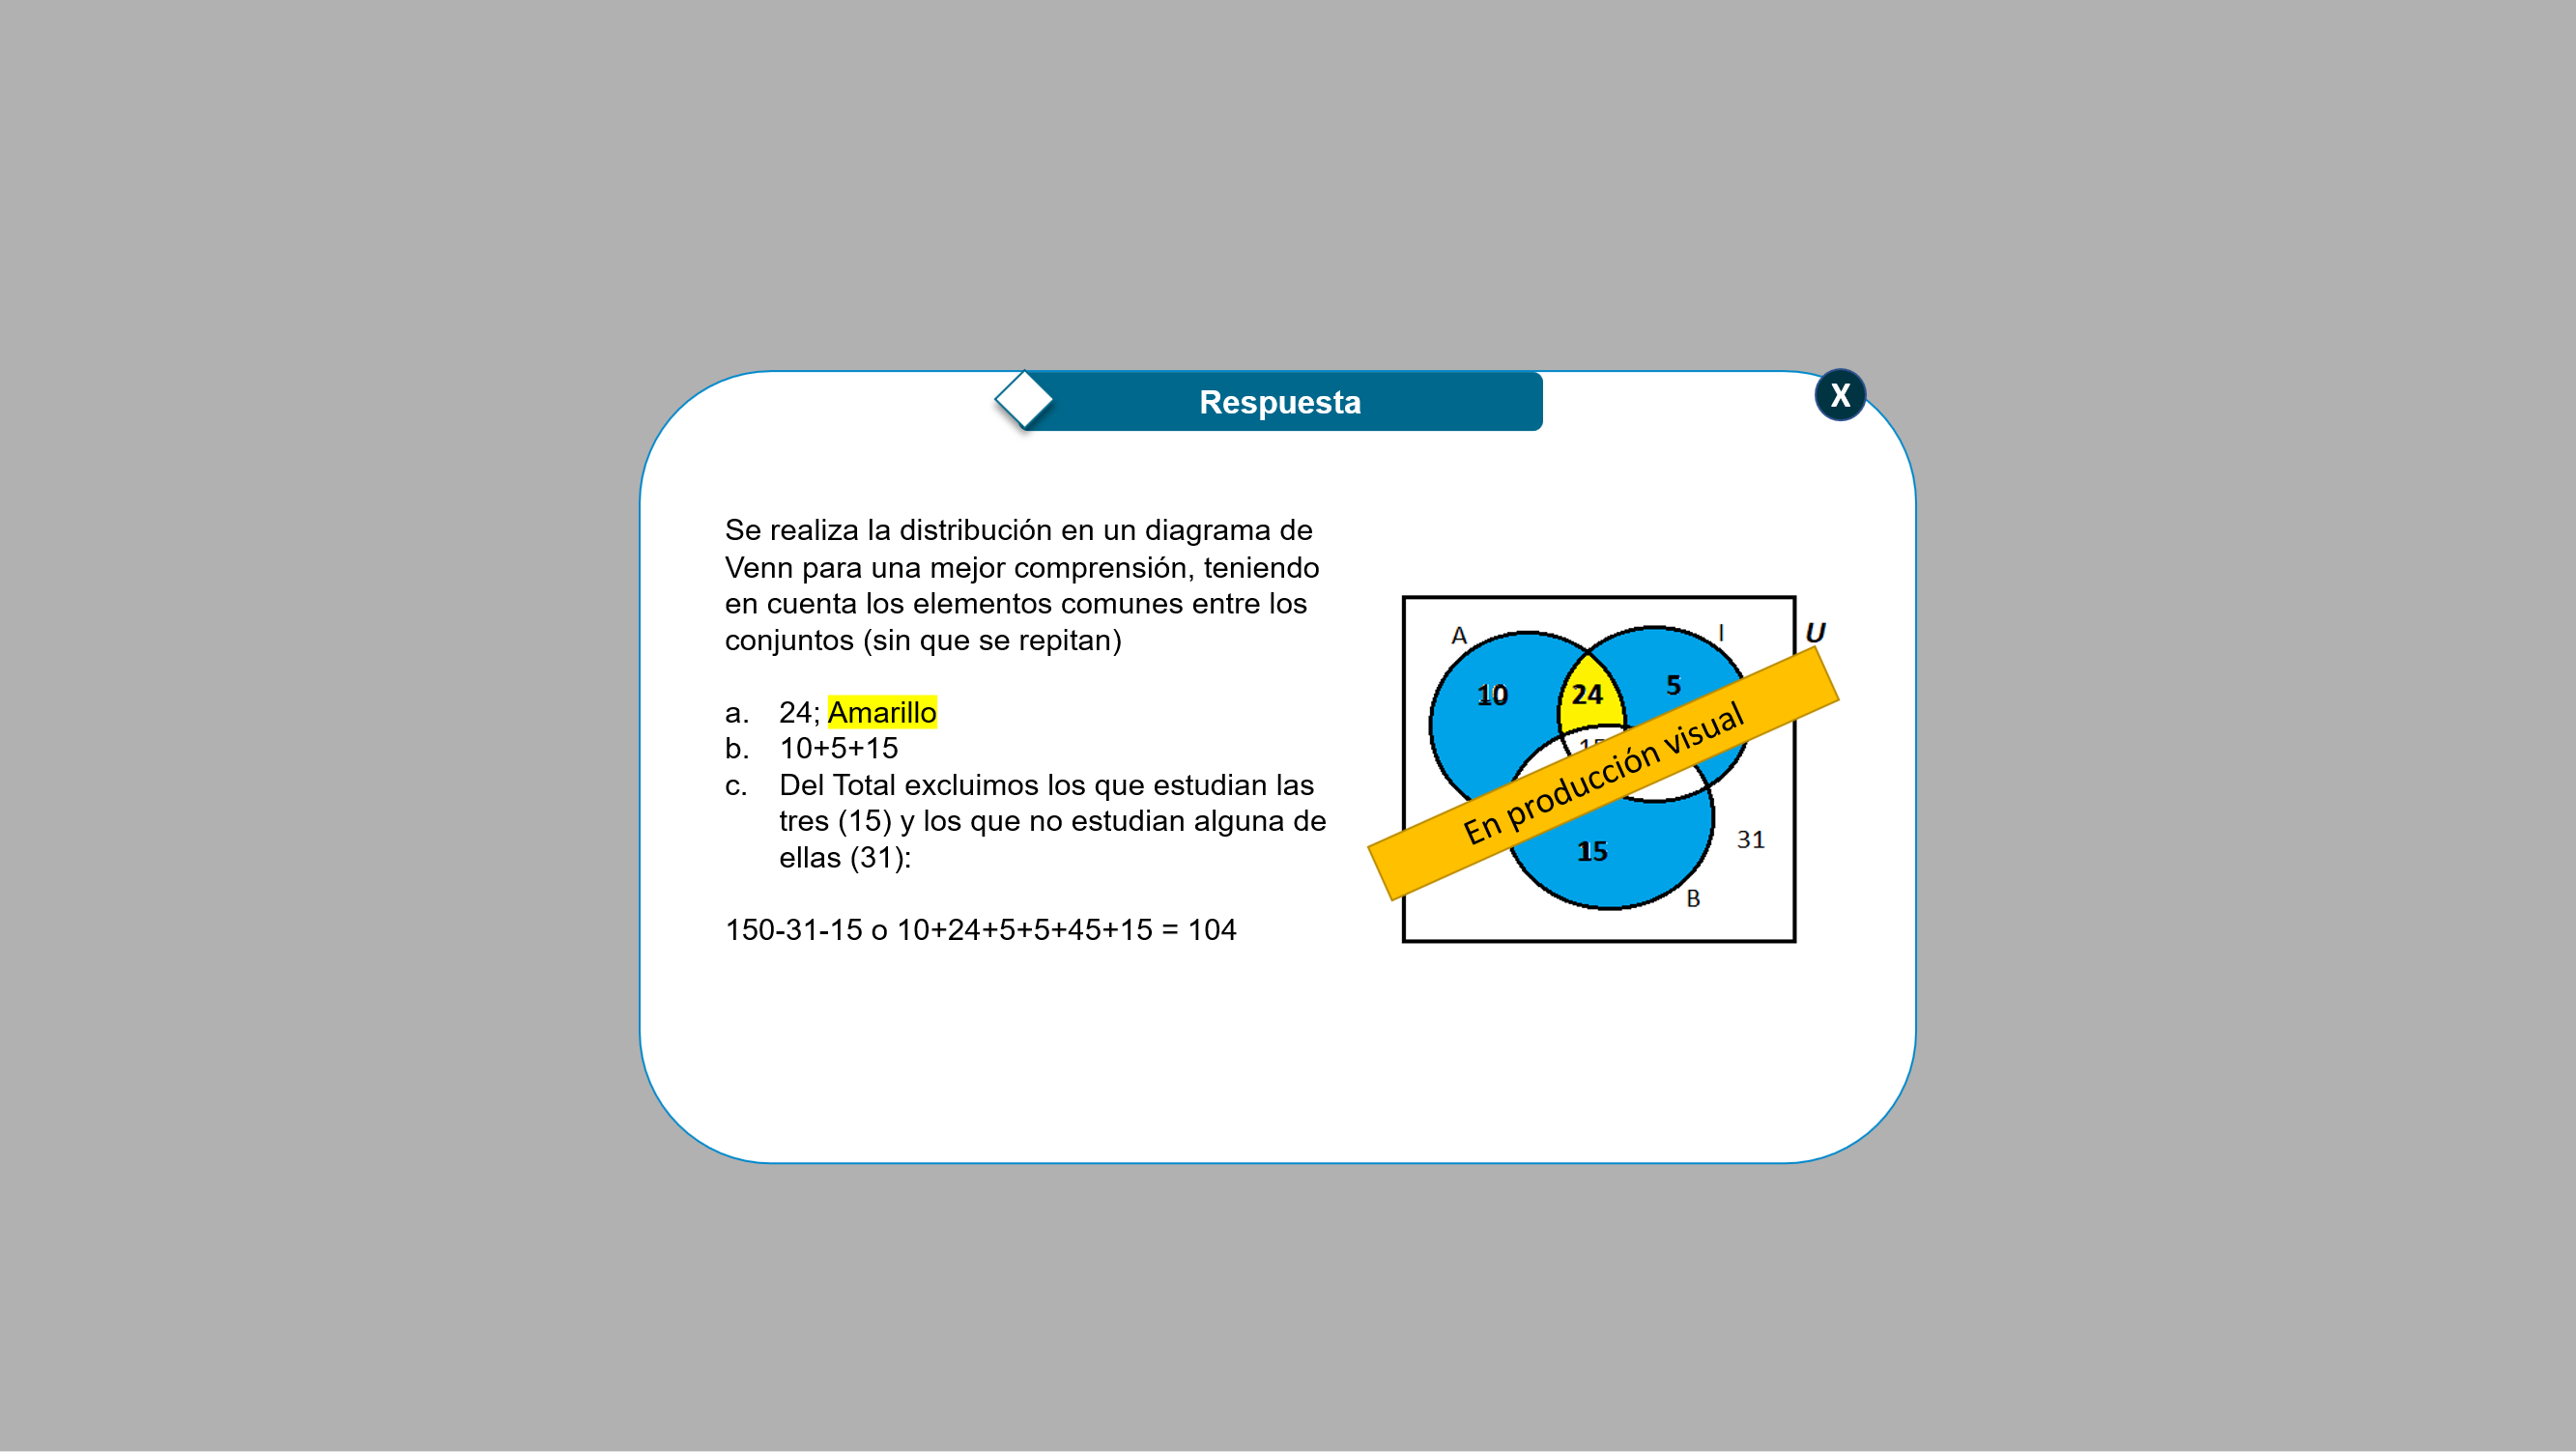 Respuesta
X
Se realiza la distribución en un diagrama de
Venn para una mejor comprensión, teniendo
en cuenta los elementos comunes entre los
conjuntos (sin que se repitan)
a. 24; Amarillo
b. 10+5+15
c. Del Total excluimos los que estudian las
tres (15) y los que no estudian alguna de
ellas (31):
150-31-15 o 10+24+5+5+45+15 = 104
A
I
U
10
24
5
En producción visual
15
31
B